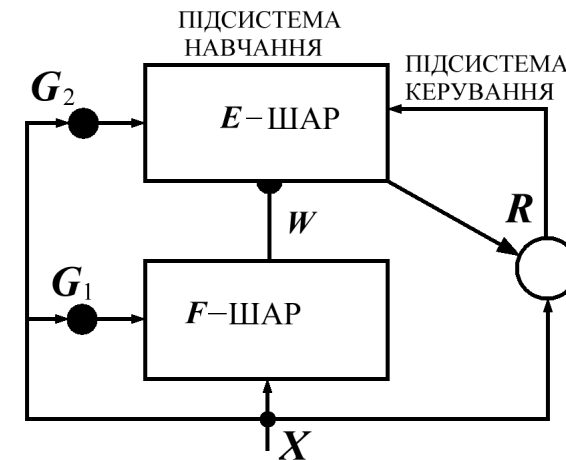 ПІДСИСТЕМА
НАВЧАННЯ
ПІДСИСТЕМА
КЕРУВАННЯ
G2
E–ШАР
R
W
G1
F–ШАР
X